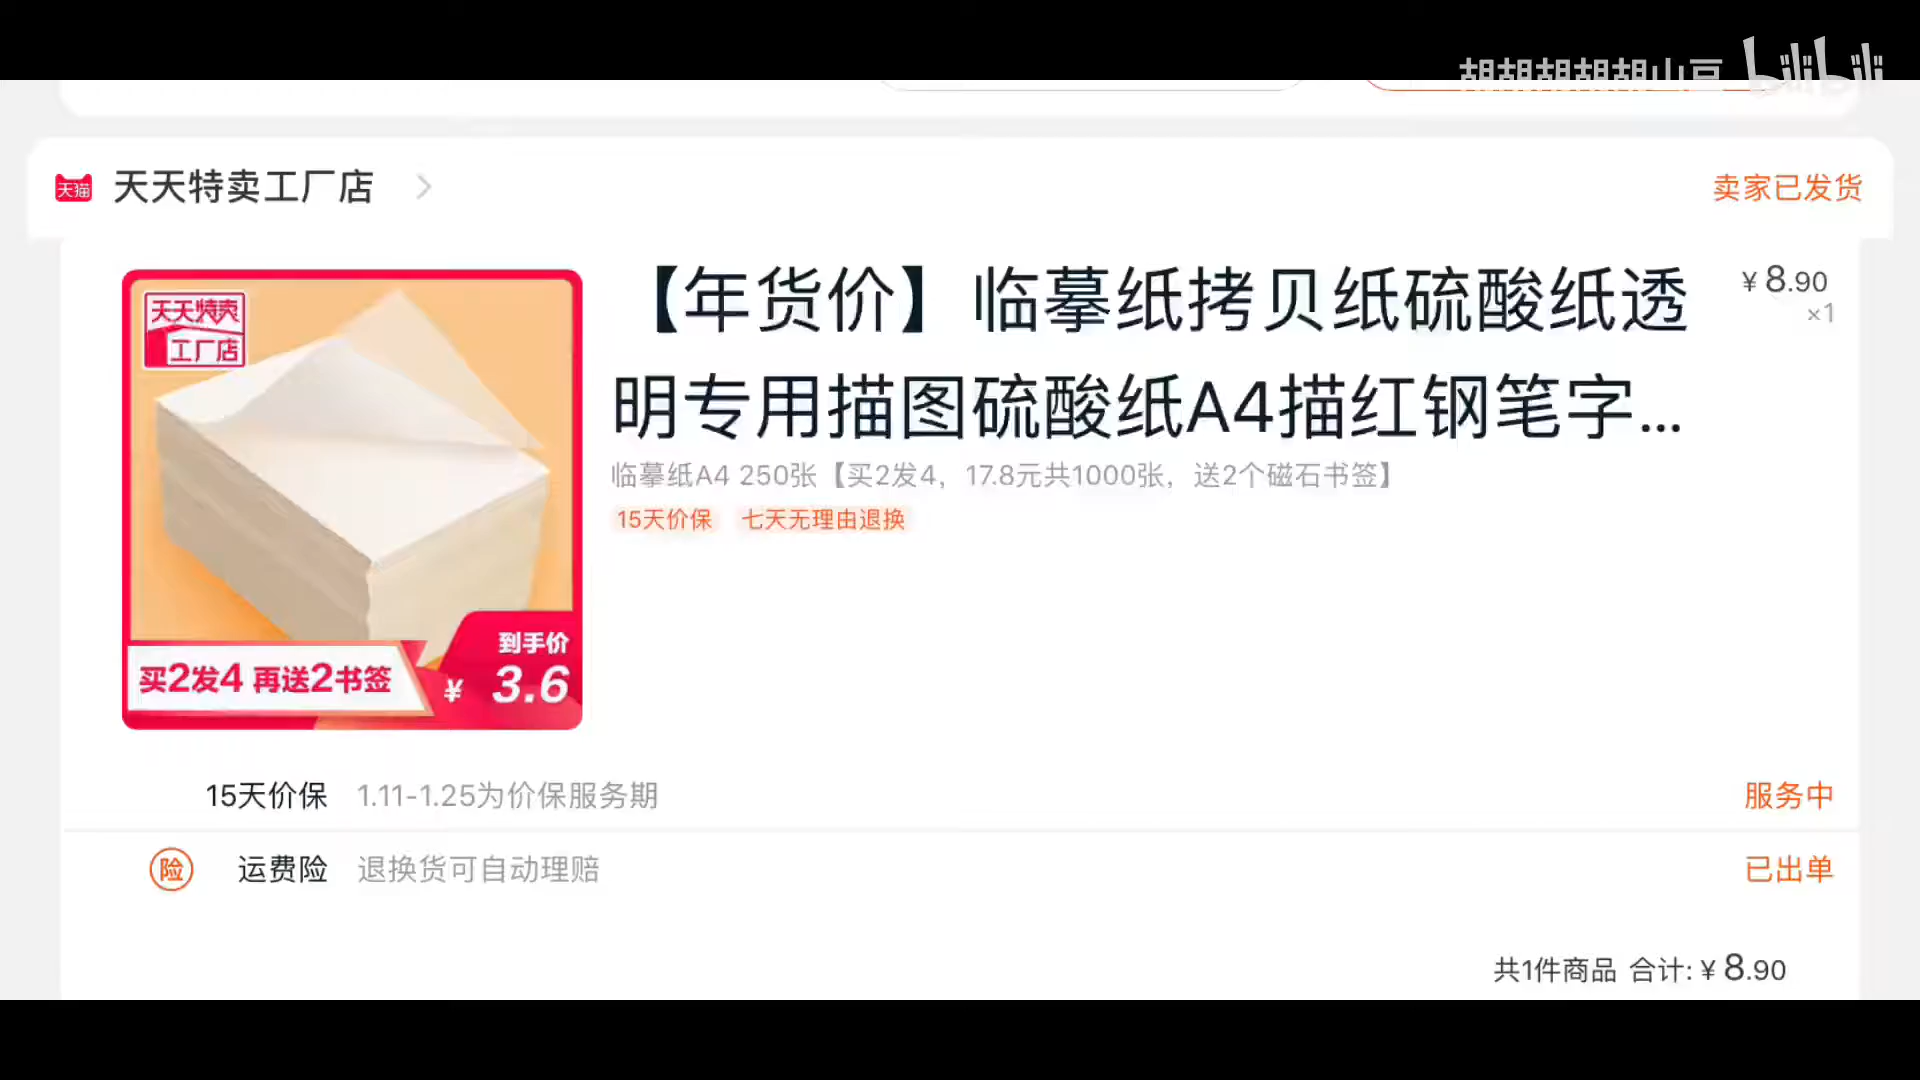 胡胡胡胡胡山豆 bilibili
天猫 天天特卖工厂店 >
卖家已发货
天天特卖
工厂店
买2发4 再送2书签
到手价
¥ 3.6
【年货价】临摹纸拷贝纸硫酸纸透
明专用描图硫酸纸A4描红钢笔字...
¥8.90
×1
临摹纸A4 250张【买2发4，17.8元共1000张，送2个磁石书签】
15天价保 七天无理由退换
15天价保 1.11-1.25为价保服务期 服务中
险 运费险 退换货可自动理赔 已出单
共1件商品 合计:¥8.90